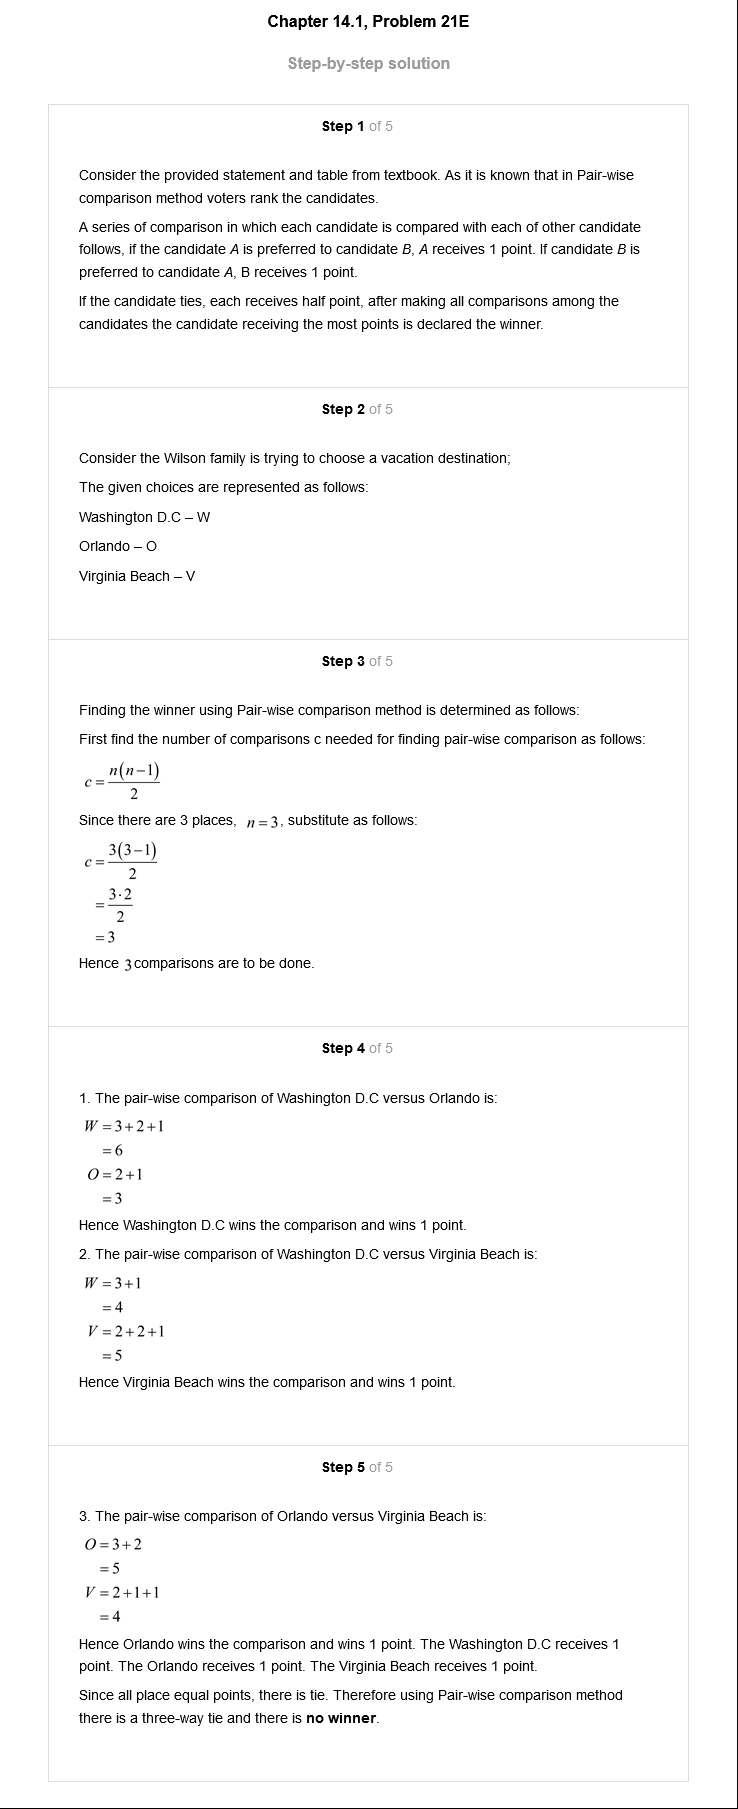 Chapter 14.1, Problem 21E
Step-by-step solution
Step 1 of 5
Consider the provided statement and table from textbook. As it is known that in Pair-wise
comparison method voters rank the candidates.
A series of comparison in which each candidate is compared with each of other candidate
follows, if the candidate A is preferred to candidate B, A receives 1 point. If candidate B is
preferred to candidate A, B receives 1 point.
If the candidate ties, each receives half point, after making all comparisons among the
candidates the candidate receiving the most points is declared the winner.
Step 2 of 5
Consider the Wilson family is trying to choose a vacation destination;
The given choices are represented as follows:
Washington D.C – W
Orlando – O
Virginia Beach – V
Step 3 of 5
Finding the winner using Pair-wise comparison method is determined as follows:
First find the number of comparisons c needed for finding pair-wise comparison as follows:
c = n(n−1)/2
Since there are 3 places, n = 3, substitute as follows:
c = 3(3−1)/2
= 3·2/2
= 3
Hence 3 comparisons are to be done.
Step 4 of 5
1. The pair-wise comparison of Washington D.C versus Orlando is:
W = 3+2+1
= 6
O = 2+1
= 3
Hence Washington D.C wins the comparison and wins 1 point.
2. The pair-wise comparison of Washington D.C versus Virginia Beach is:
W = 3+1
= 4
V = 2+2+1
= 5
Hence Virginia Beach wins the comparison and wins 1 point.
Step 5 of 5
3. The pair-wise comparison of Orlando versus Virginia Beach is:
O = 3+2
= 5
V = 2+1+1
= 4
Hence Orlando wins the comparison and wins 1 point. The Washington D.C receives 1
point. The Orlando receives 1 point. The Virginia Beach receives 1 point.
Since all place equal points, there is tie. Therefore using Pair-wise comparison method
there is a three-way tie and there is no winner.